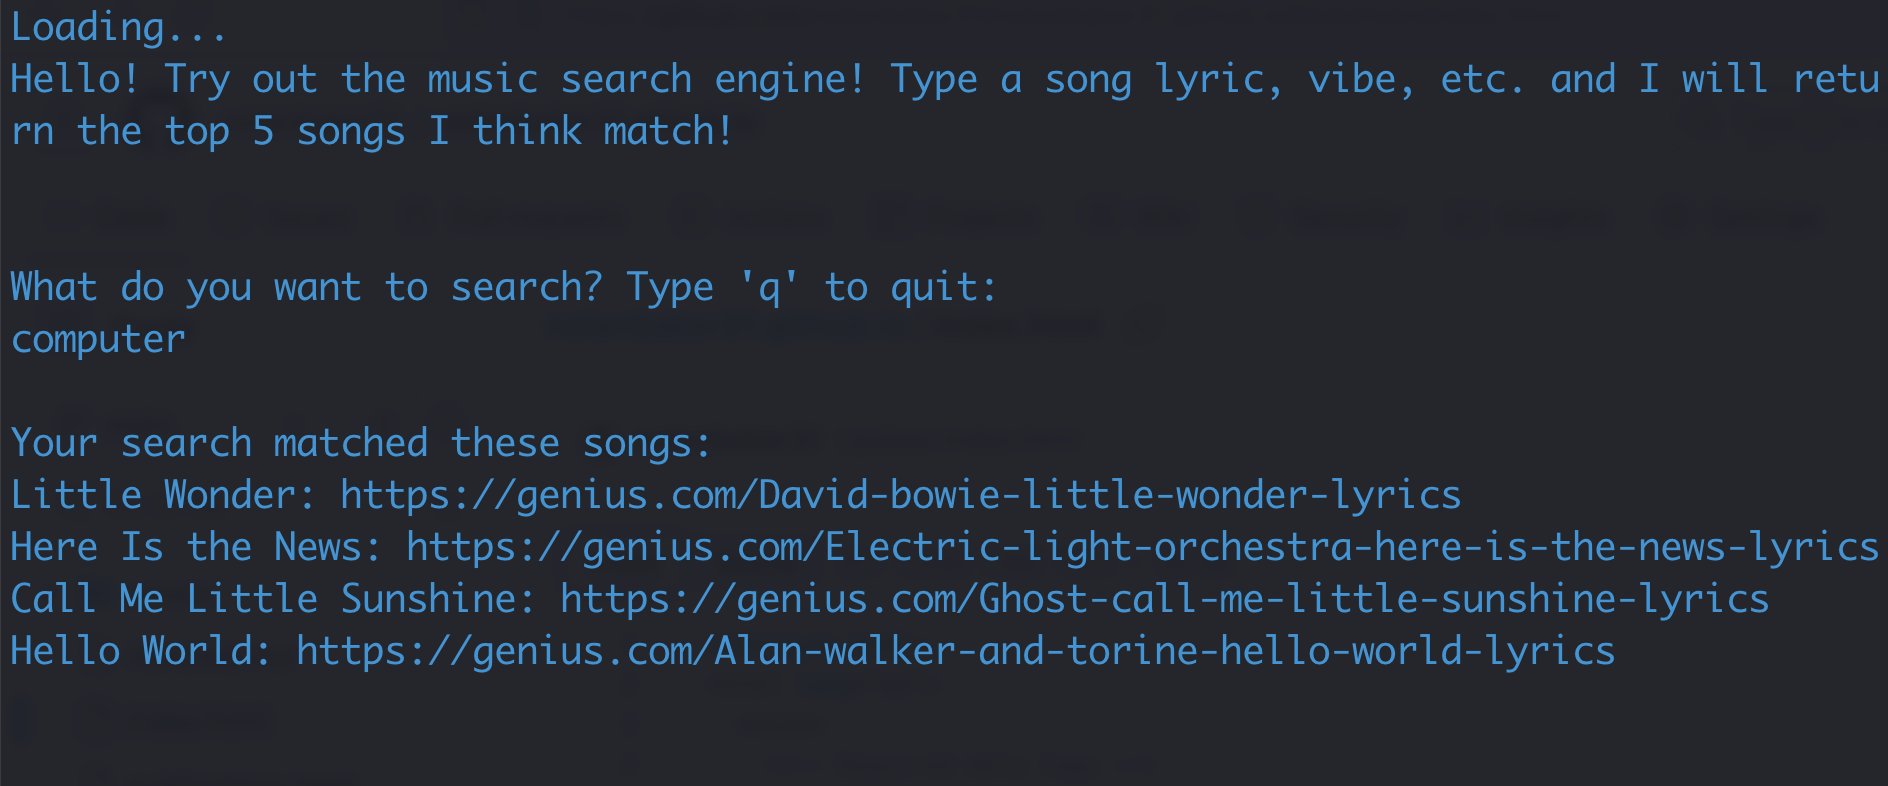 Loading...
Hello! Try out the music search engine! Type a song lyric, vibe, etc. and I will retu
rn the top 5 songs I think match!
What do you want to search? Type 'q' to quit:
computer
Your search matched these songs:
Little Wonder: https://genius.com/David-bowie-little-wonder-lyrics
Here Is the News: https://genius.com/Electric-light-orchestra-here-is-the-news-lyrics
Call Me Little Sunshine: https://genius.com/Ghost-call-me-little-sunshine-lyrics
Hello World: https://genius.com/Alan-walker-and-torine-hello-world-lyrics